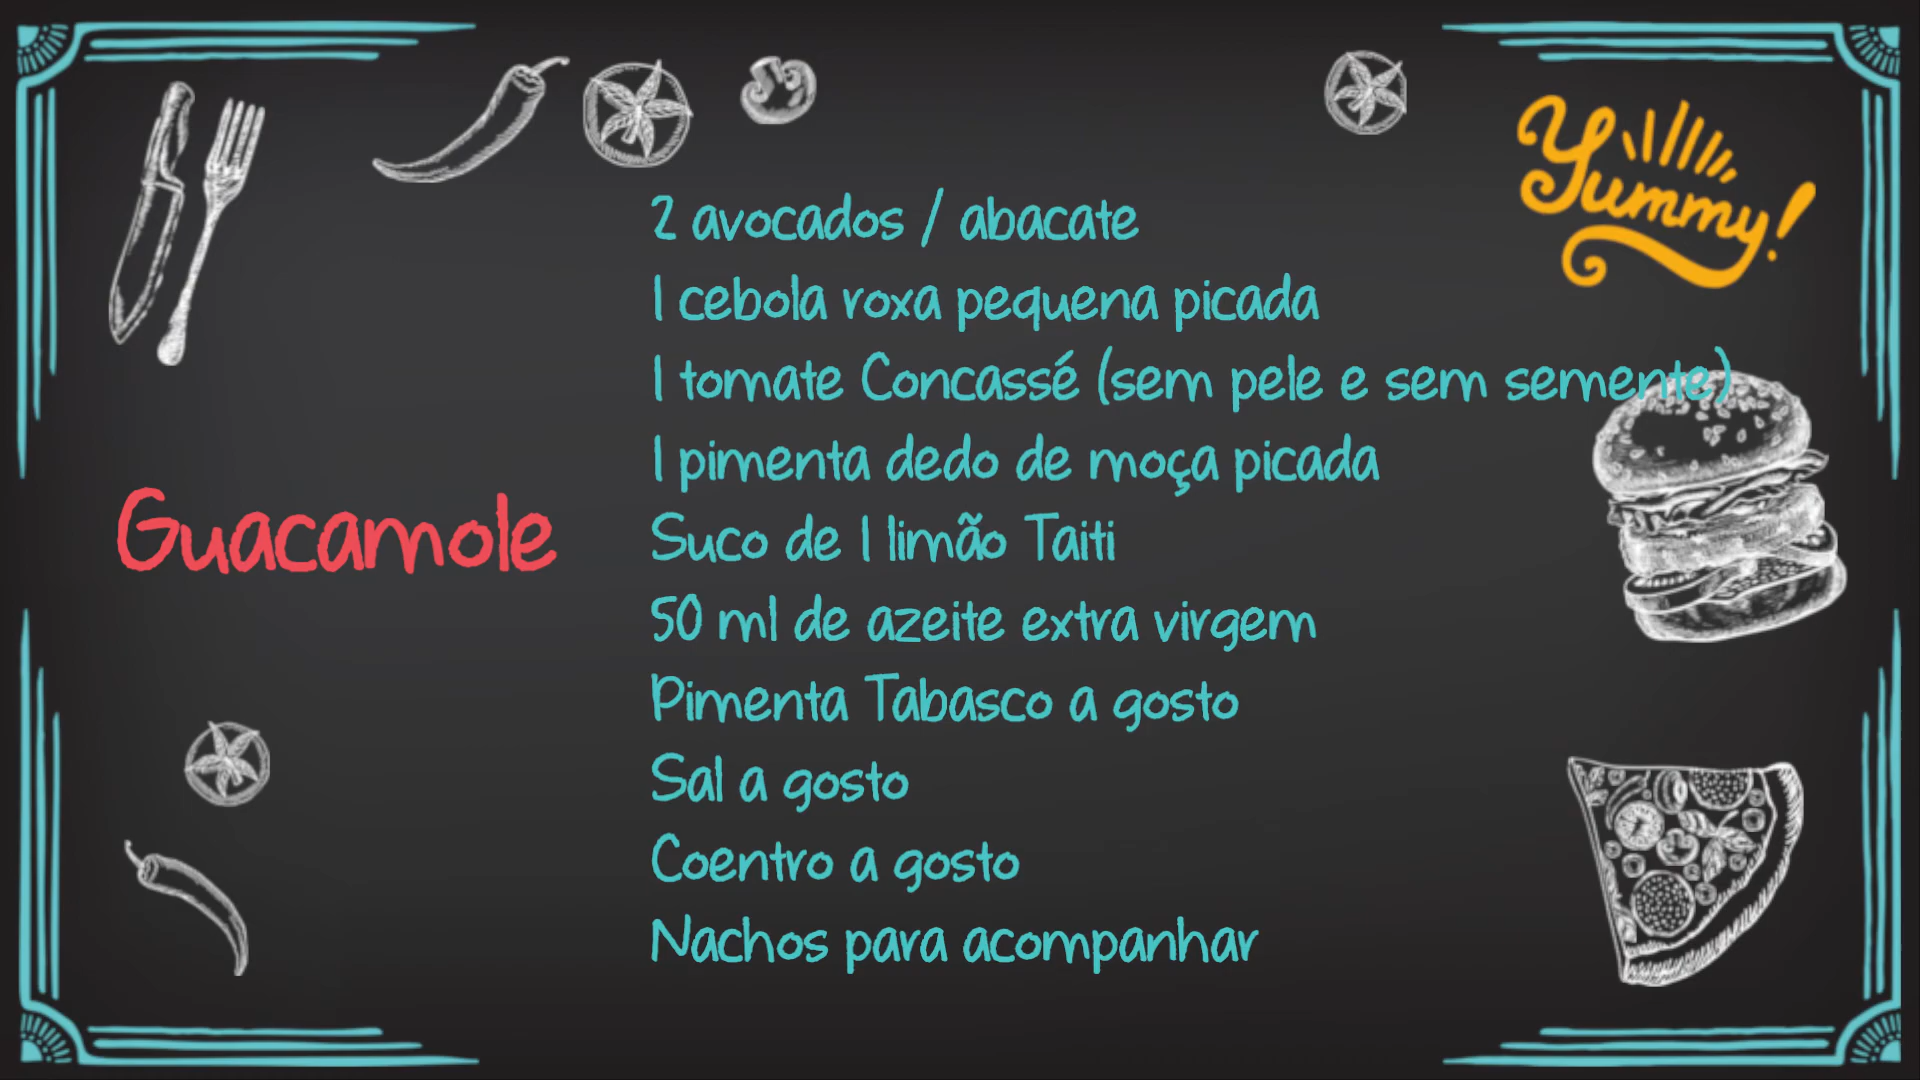 Yummy!
2 avocados / abacate
1 cebola roxa pequena picada
1 tomate Concassé (sem pele e sem semente)
1 pimenta dedo de moça picada
Guacamole
Suco de 1 limão Taiti
50 ml de azeite extra virgem
Pimenta Tabasco a gosto
Sal a gosto
Coentro a gosto
Nachos para acompanhar